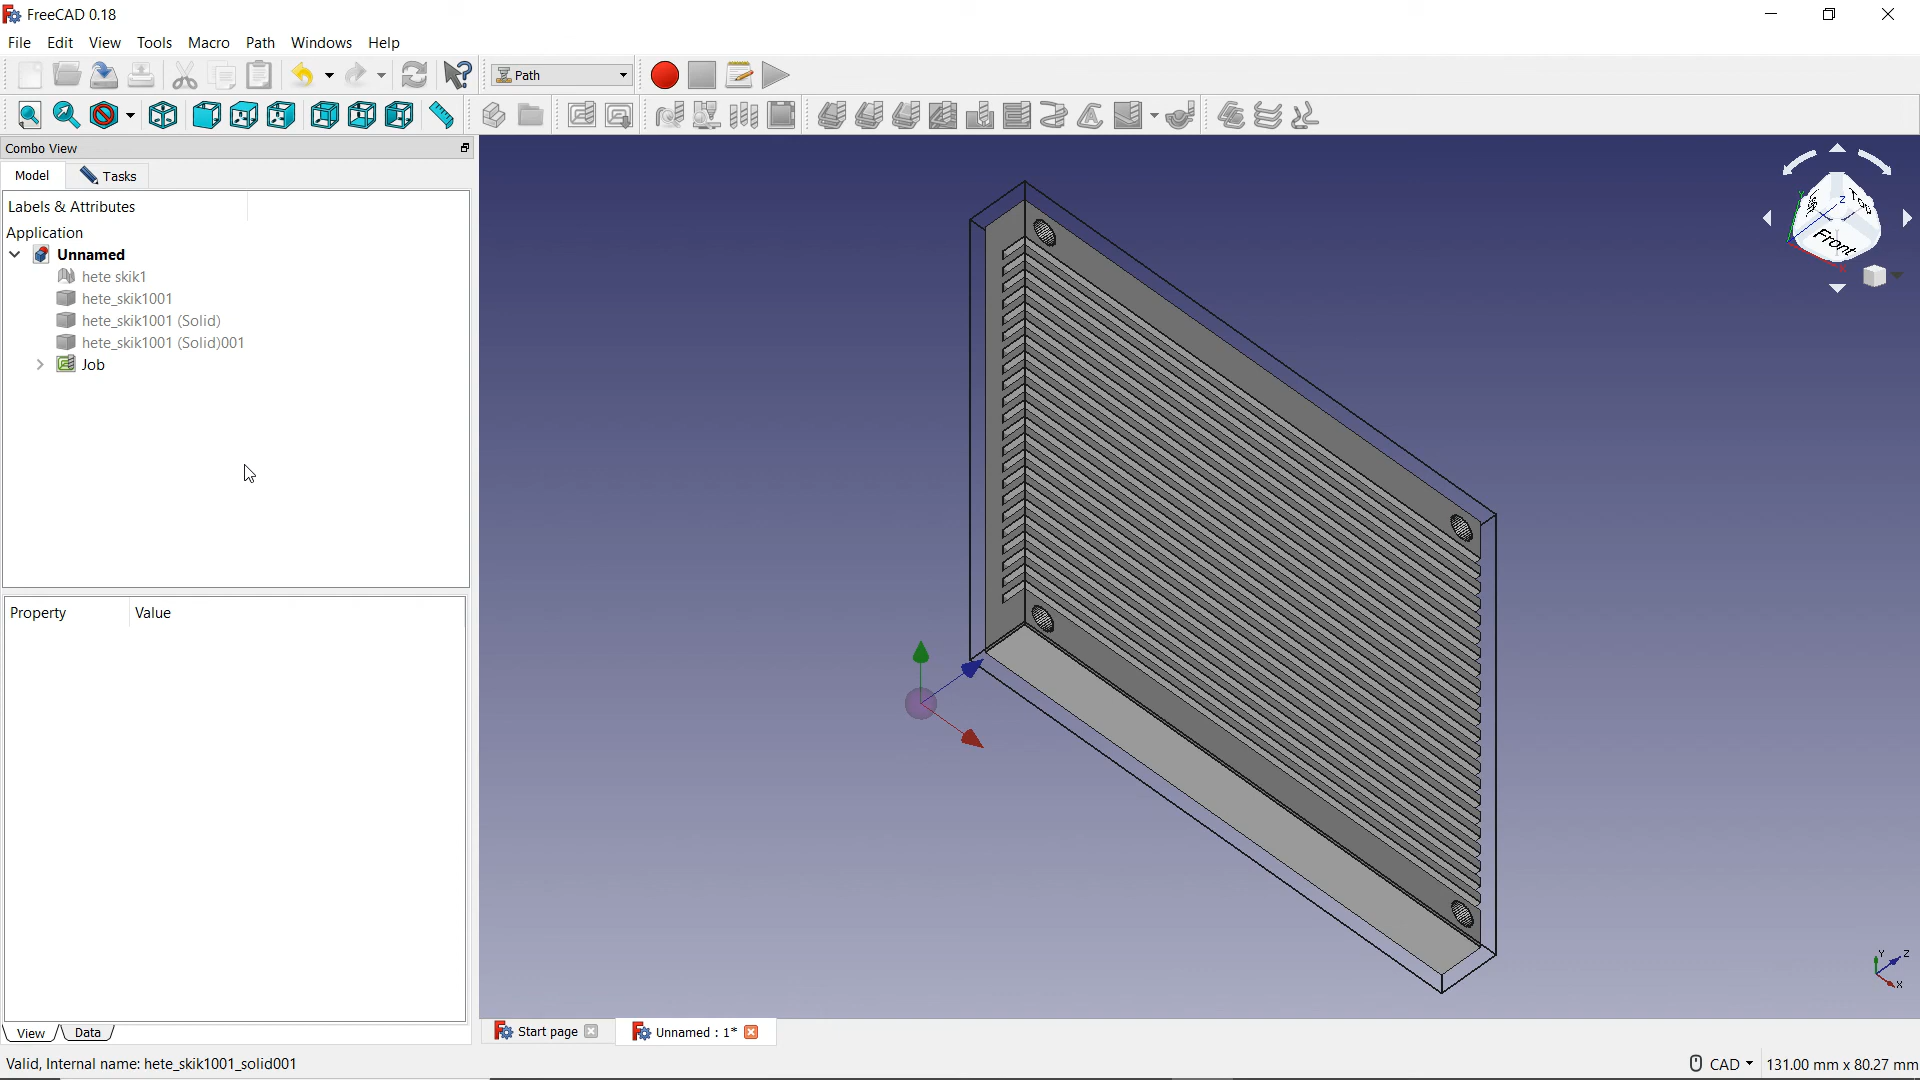 FreeCAD 0.18
File Edit View Tools Macro Path Windows Help
Path
Combo View
Model Tasks
Labels & Attributes
Application
Unnamed
hete skik1
hete_skik1001
hete_skik1001 (Solid)
hete_skik1001 (Solid)001
Job
Property Value
Top
Front
Z
Y
Y
Z
X
View Data
Start page Unnamed : 1*
Valid, Internal name: hete_skik1001_solid001
CAD 131.00 mm x 80.27 mm